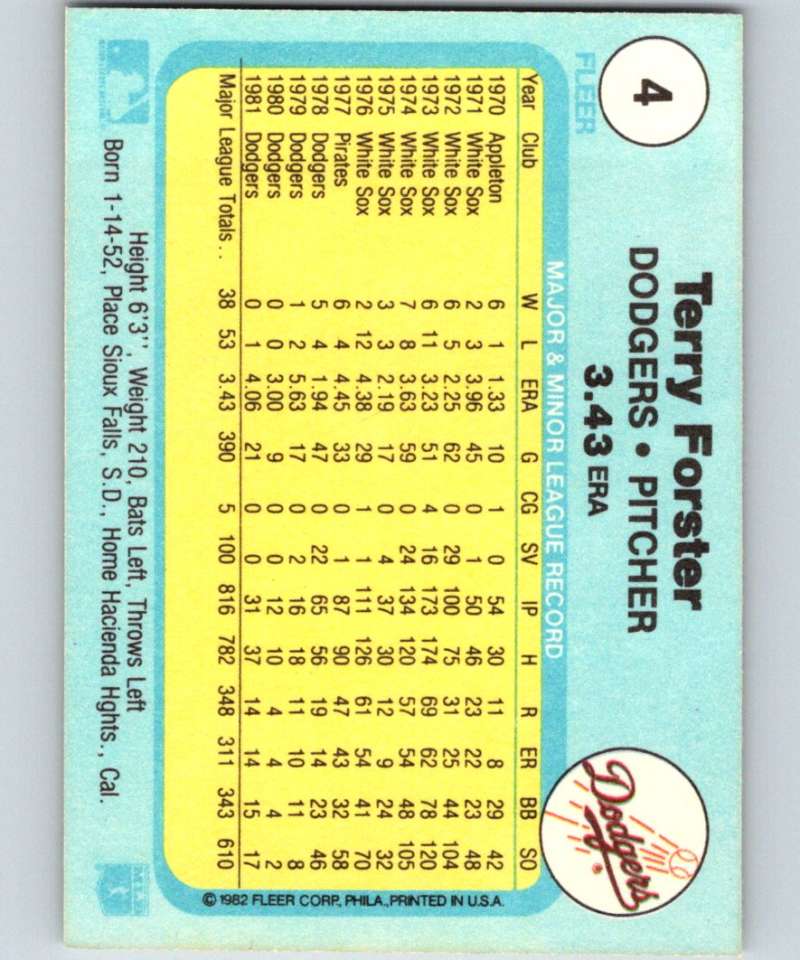 4
FLEER
Terry Forster
DODGERS • PITCHER
3.43 ERA
Dodgers
MAJOR & MINOR LEAGUE RECORD
Year Club W L ERA G CG SV IP H R ER BB SO
1970 Appleton 6 1 1.33 10 1 0 54 30 11 8 29 42
1971 White Sox 2 3 3.96 45 0 1 50 46 23 22 23 48
1972 White Sox 6 5 2.25 62 0 29 100 75 31 25 44 104
1973 White Sox 6 11 3.23 51 4 16 173 174 69 62 78 120
1974 White Sox 7 8 3.63 59 0 24 134 120 57 54 48 105
1975 White Sox 3 3 2.19 17 0 4 37 30 12 9 24 32
1976 White Sox 2 12 4.38 29 1 1 111 126 61 54 41 70
1977 Pirates 6 4 4.45 33 0 1 87 90 47 43 32 58
1978 Dodgers 5 4 1.94 47 0 22 65 56 19 14 23 46
1979 Dodgers 1 2 5.63 17 0 2 16 18 11 10 11 8
1980 Dodgers 0 0 3.00 9 0 0 12 10 4 4 4 2
1981 Dodgers 0 1 4.06 21 0 0 31 37 14 14 15 17
Major League Totals . . 38 53 3.43 390 5 100 816 782 348 311 343 610
©1982 FLEER CORP., PHILA., PRINTED IN U.S.A.
Height 6'3'', Weight 210, Bats Left, Throws Left
Born 1-14-52, Place Sioux Falls, S.D., Home Hacienda Hghts., Cal.